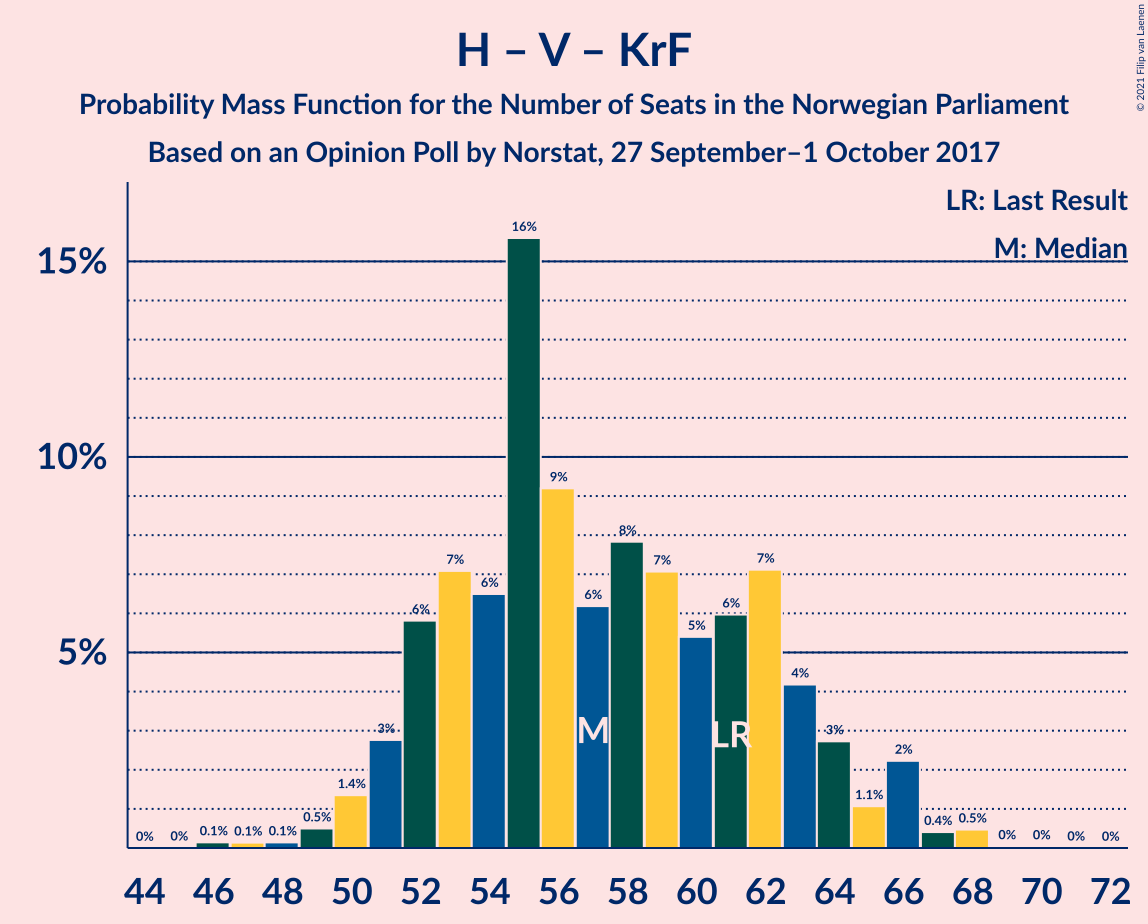 H – V – KrF
Probability Mass Function for the Number of Seats in the Norwegian Parliament
Based on an Opinion Poll by Norstat, 27 September–1 October 2017
© 2021 Filip van Laenen
LR: Last Result
M: Median
15%
10%
5%
0% 0% 0.1% 0.1% 0.1% 0.5% 1.4% 3% 6% 7% 6% 16% 9% 6% 8% 7% 5% 6% 7% 4% 3% 1.1% 2% 0.4% 0.5% 0% 0% 0% 0%
M LR
44 46 48 50 52 54 56 58 60 62 64 66 68 70 72